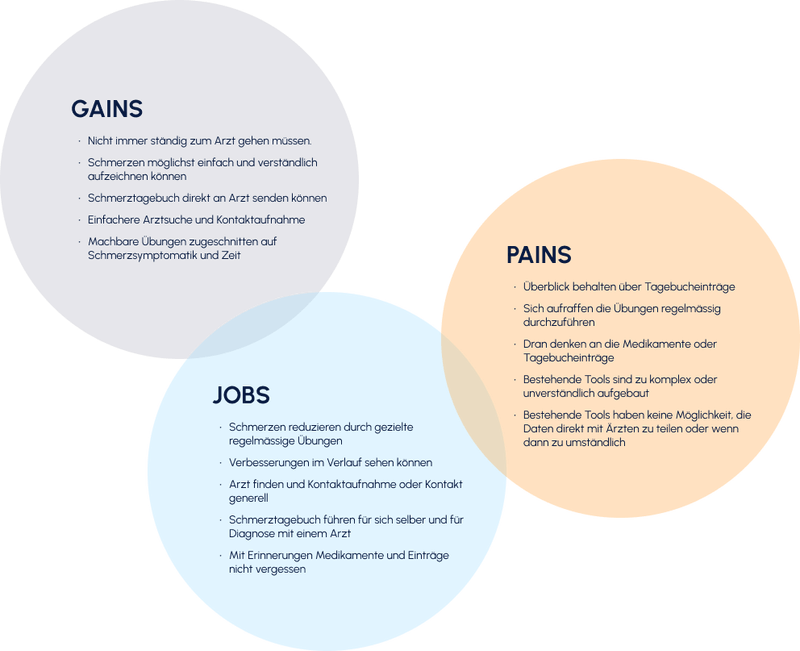 GAINS
· Nicht immer ständig zum Arzt gehen müssen.
· Schmerzen möglichst einfach und verständlich
aufzeichnen können
· Schmerztagebuch direkt an Arzt senden können
· Einfachere Arztsuche und Kontaktaufnahme
· Machbare Übungen zugeschnitten auf
Schmerzsymptomatik und Zeit
PAINS
· Überblick behalten über Tagebucheinträge
· Sich aufraffen die Übungen regelmässig
durchzuführen
· Dran denken an die Medikamente oder
Tagebucheinträge
· Bestehende Tools sind zu komplex oder
unverständlich aufgebaut
· Bestehende Tools haben keine Möglichkeit, die
Daten direkt mit Ärzten zu teilen oder wenn
dann zu umständlich
JOBS
· Schmerzen reduzieren durch gezielte
regelmässige Übungen
· Verbesserungen im Verlauf sehen können
· Arzt finden und Kontaktaufnahme oder Kontakt
generell
· Schmerztagebuch führen für sich selber und für
Diagnose mit einem Arzt
· Mit Erinnerungen Medikamente und Einträge
nicht vergessen